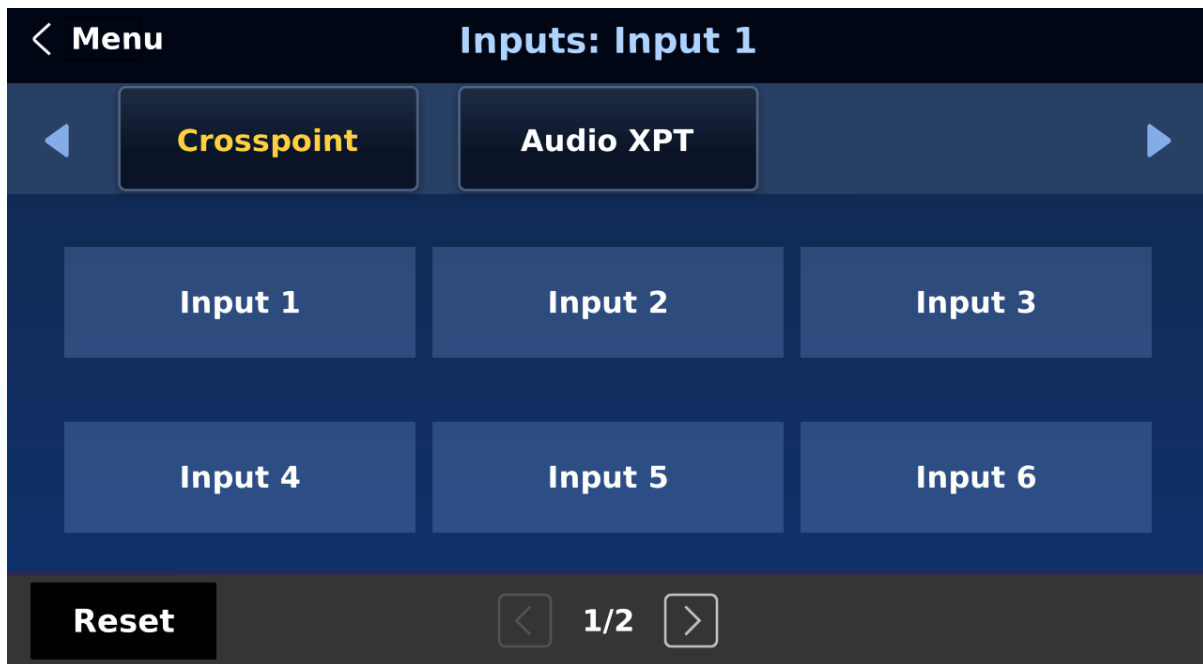 Menu
Inputs: Input 1
Crosspoint
Audio XPT
Input 1
Input 2
Input 3
Input 4
Input 5
Input 6
Reset
1/2